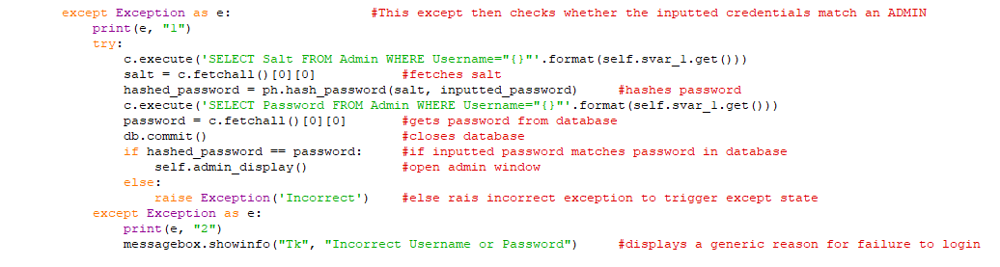 except Exception as e:                    #This except then checks whether the inputted credentials match an ADMIN
    print(e, "1")
    try:
        c.execute('SELECT Salt FROM Admin WHERE Username="{}"'.format(self.svar_1.get()))
        salt = c.fetchall()[0][0]           #fetches salt
        hashed_password = ph.hash_password(salt, inputted_password)     #hashes password
        c.execute('SELECT Password FROM Admin WHERE Username="{}"'.format(self.svar_1.get()))
        password = c.fetchall()[0][0]       #gets password from database
        db.commit()                         #closes database
        if hashed_password == password:     #if inputted password matches password in database
            self.admin_display()            #open admin window
        else:
            raise Exception('Incorrect')    #else rais incorrect exception to trigger except state
    except Exception as e:
        print(e, "2")
        messagebox.showinfo("Tk", "Incorrect Username or Password")     #displays a generic reason for failure to login